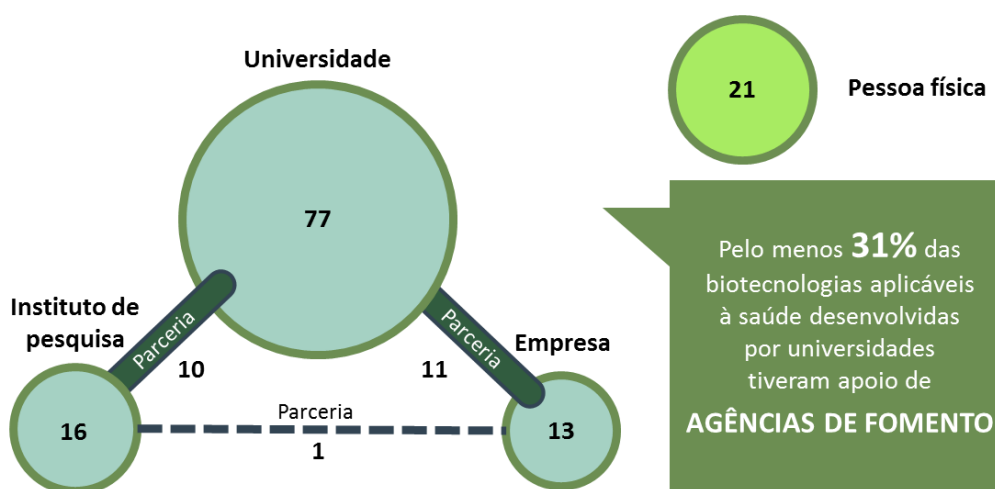 Universidade
77
21
Pessoa física
Instituto de
pesquisa
Parceria
10
Parceria
11
Empresa
16
Parceria
1
13
Pelo menos 31% das
biotecnologias aplicáveis
à saúde desenvolvidas
por universidades
tiveram apoio de
AGÊNCIAS DE FOMENTO